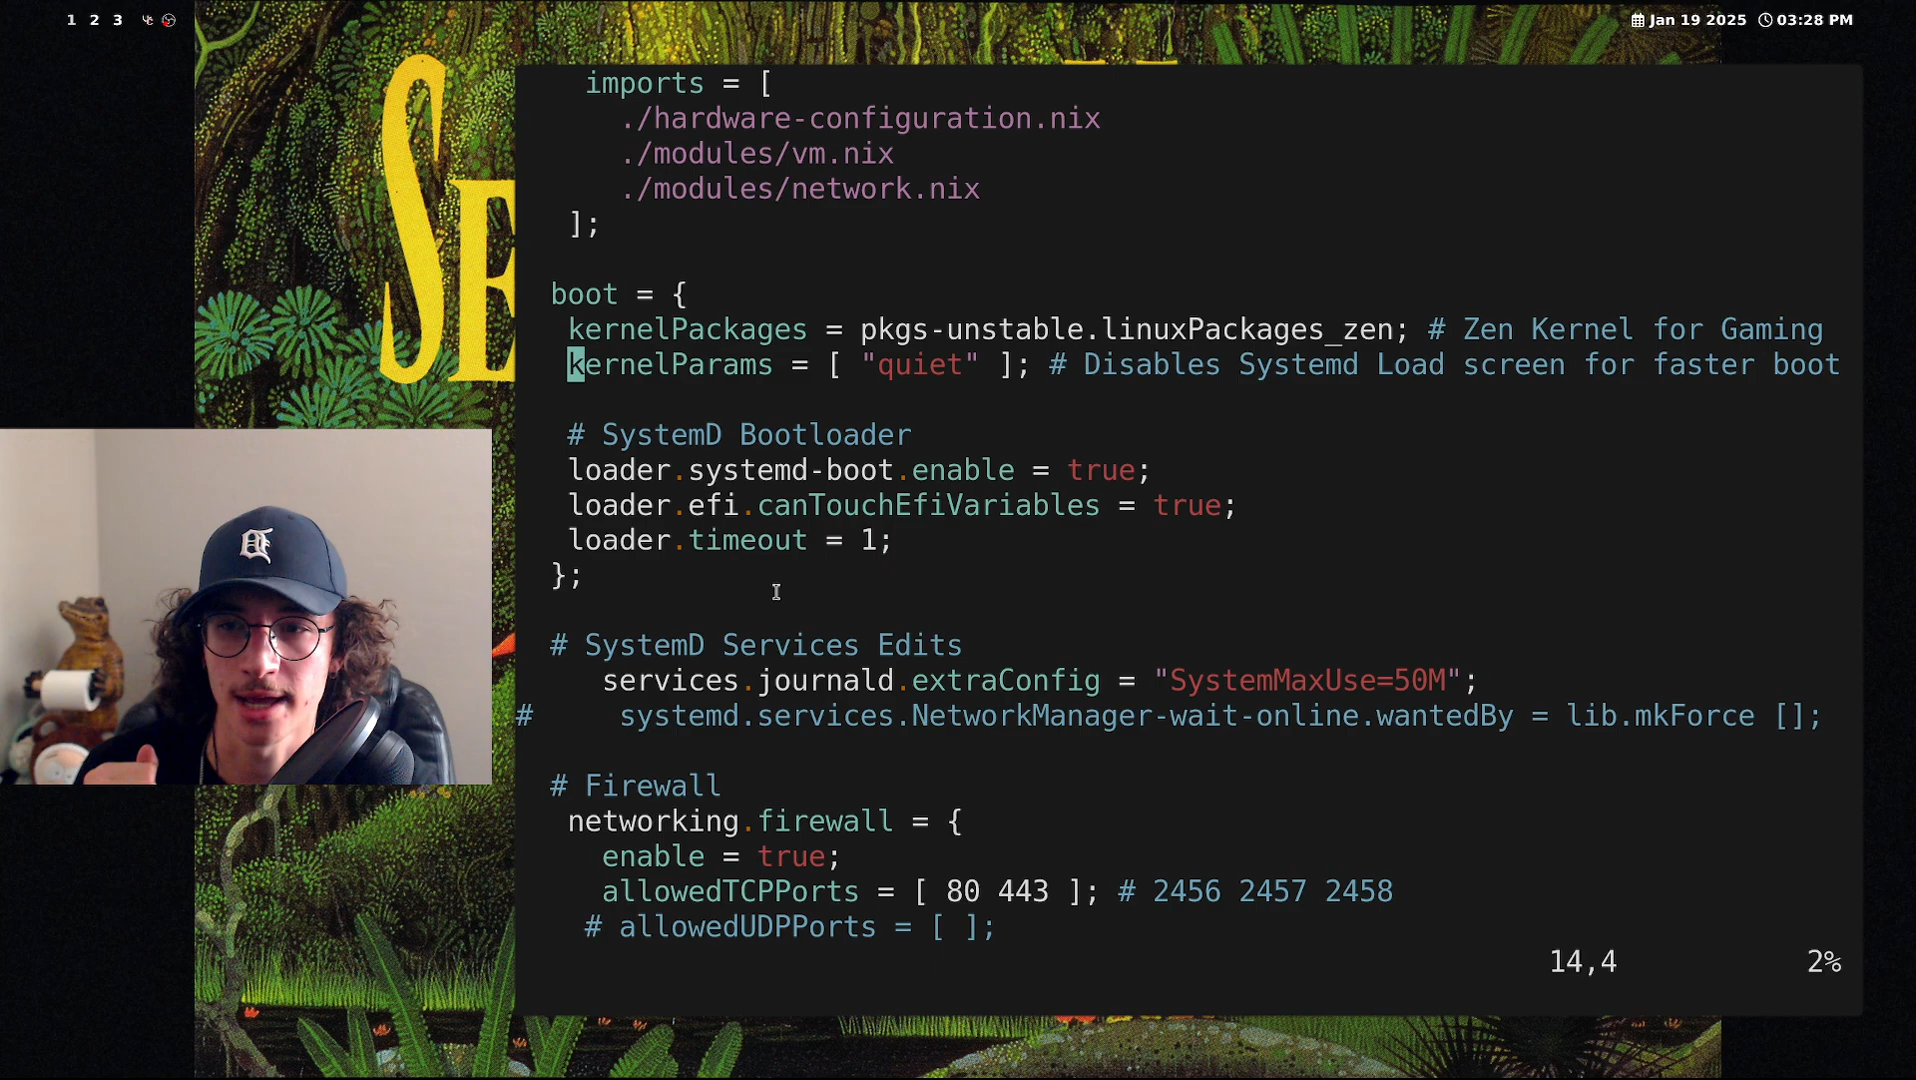 1 2 3
Jan 19 2025 03:28 PM
SE
imports = [
./hardware-configuration.nix
./modules/vm.nix
./modules/network.nix
];
boot = {
kernelPackages = pkgs-unstable.linuxPackages_zen; # Zen Kernel for Gaming
kernelParams = [ "quiet" ]; # Disables Systemd Load screen for faster boot
# SystemD Bootloader
loader.systemd-boot.enable = true;
loader.efi.canTouchEfiVariables = true;
loader.timeout = 1;
};
# SystemD Services Edits
services.journald.extraConfig = "SystemMaxUse=50M";
# systemd.services.NetworkManager-wait-online.wantedBy = lib.mkForce [];
# Firewall
networking.firewall = {
enable = true;
allowedTCPPorts = [ 80 443 ]; # 2456 2457 2458
# allowedUDPPorts = [ ];
14,4 2%